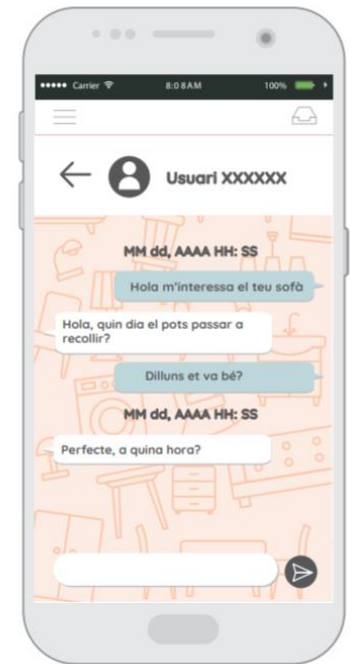 Carrier 8:08AM 100%
Usuari XXXXXX
MM dd, AAAA HH: SS
Hola m'interessa el teu sofà
Hola, quin dia el pots passar a
recollir?
Dilluns et va bé?
MM dd, AAAA HH: SS
Perfecte, a quina hora?